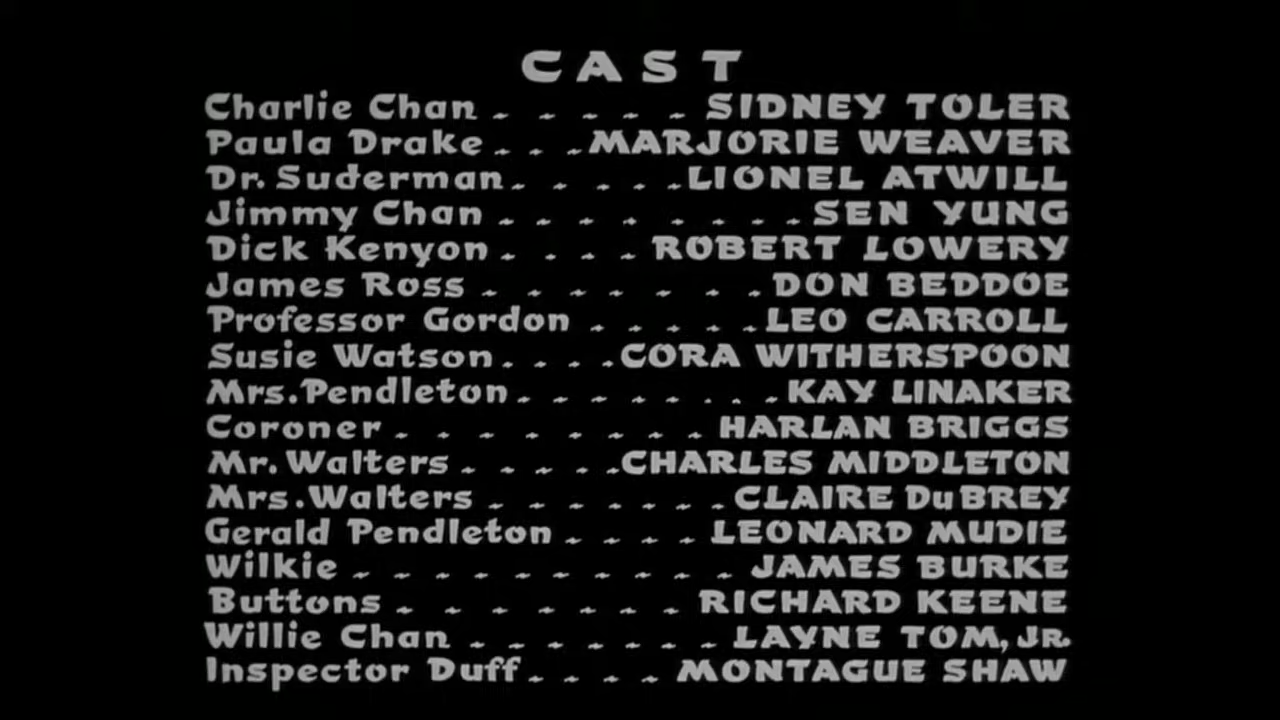 CAST
Charlie Chan . . . . . SIDNEY TOLER
Paula Drake . . . MARJORIE WEAVER
Dr. Suderman . . . . . LIONEL ATWILL
Jimmy Chan . . . . . . . . SEN YUNG
Dick Kenyon . . . . ROBERT LOWERY
James Ross . . . . . . . DON BEDDOE
Professor Gordon . . . . . LEO CARROLL
Susie Watson . . . . CORA WITHERSPOON
Mrs. Pendleton . . . . . . . . KAY LINAKER
Coroner . . . . . . . . HARLAN BRIGGS
Mr. Walters . . . . . CHARLES MIDDLETON
Mrs. Walters . . . . . . CLAIRE Du BREY
Gerald Pendleton . . . . LEONARD MUDIE
Wilkie . . . . . . . . . . JAMES BURKE
Buttons . . . . . . . RICHARD KEENE
Willie Chan . . . . . . . LAYNE TOM, JR.
Inspector Duff . . . . MONTAGUE SHAW